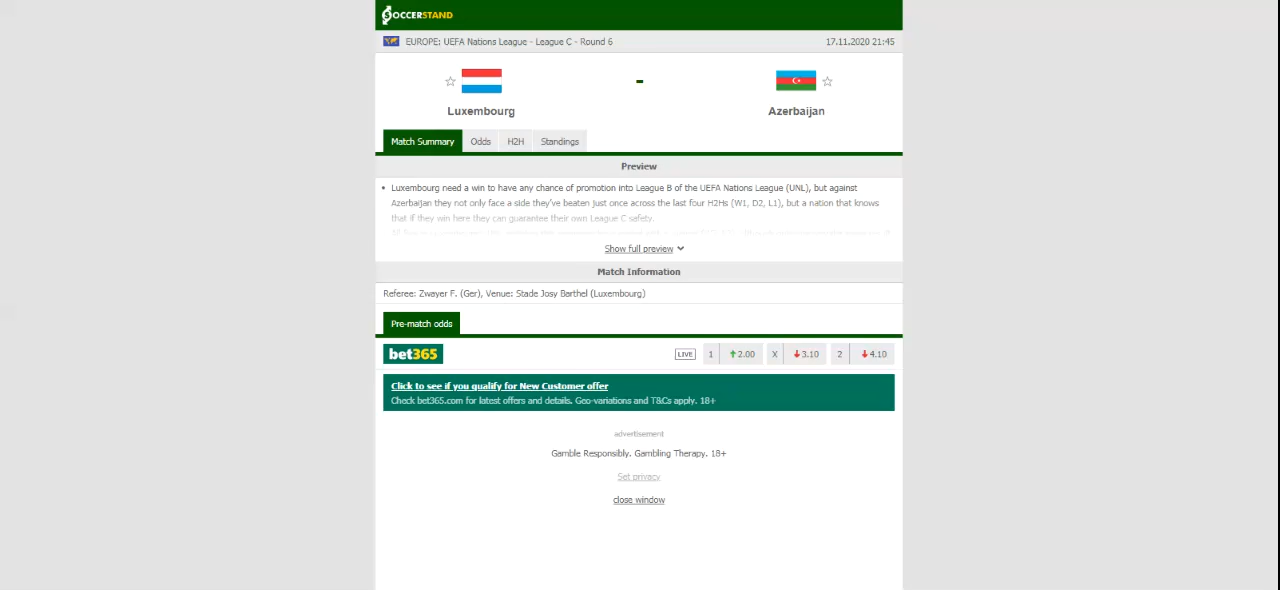 SOCCERSTAND
EUROPE: UEFA Nations League - League C - Round 6 17.11.2020 21:45
-
Luxembourg Azerbaijan
Match Summary Odds H2H Standings
Preview
• Luxembourg need a win to have any chance of promotion into League B of the UEFA Nations League (UNL), but against
Azerbaijan they not only face a side they've beaten just once across the last four H2Hs (W1, D2, L1), but a nation that knows
that if they win here they can guarantee their own League C safety.
Show full preview
Match Information
Referee: Zwayer F. (Ger), Venue: Stade Josy Barthel (Luxembourg)
Pre-match odds
bet365 LIVE 1 2.00 X 3.10 2 4.10
Click to see if you qualify for New Customer offer
Check bet365.com for latest offers and details. Geo-variations and T&Cs apply. 18+
advertisement
Gamble Responsibly. Gambling Therapy. 18+
Set privacy
close window